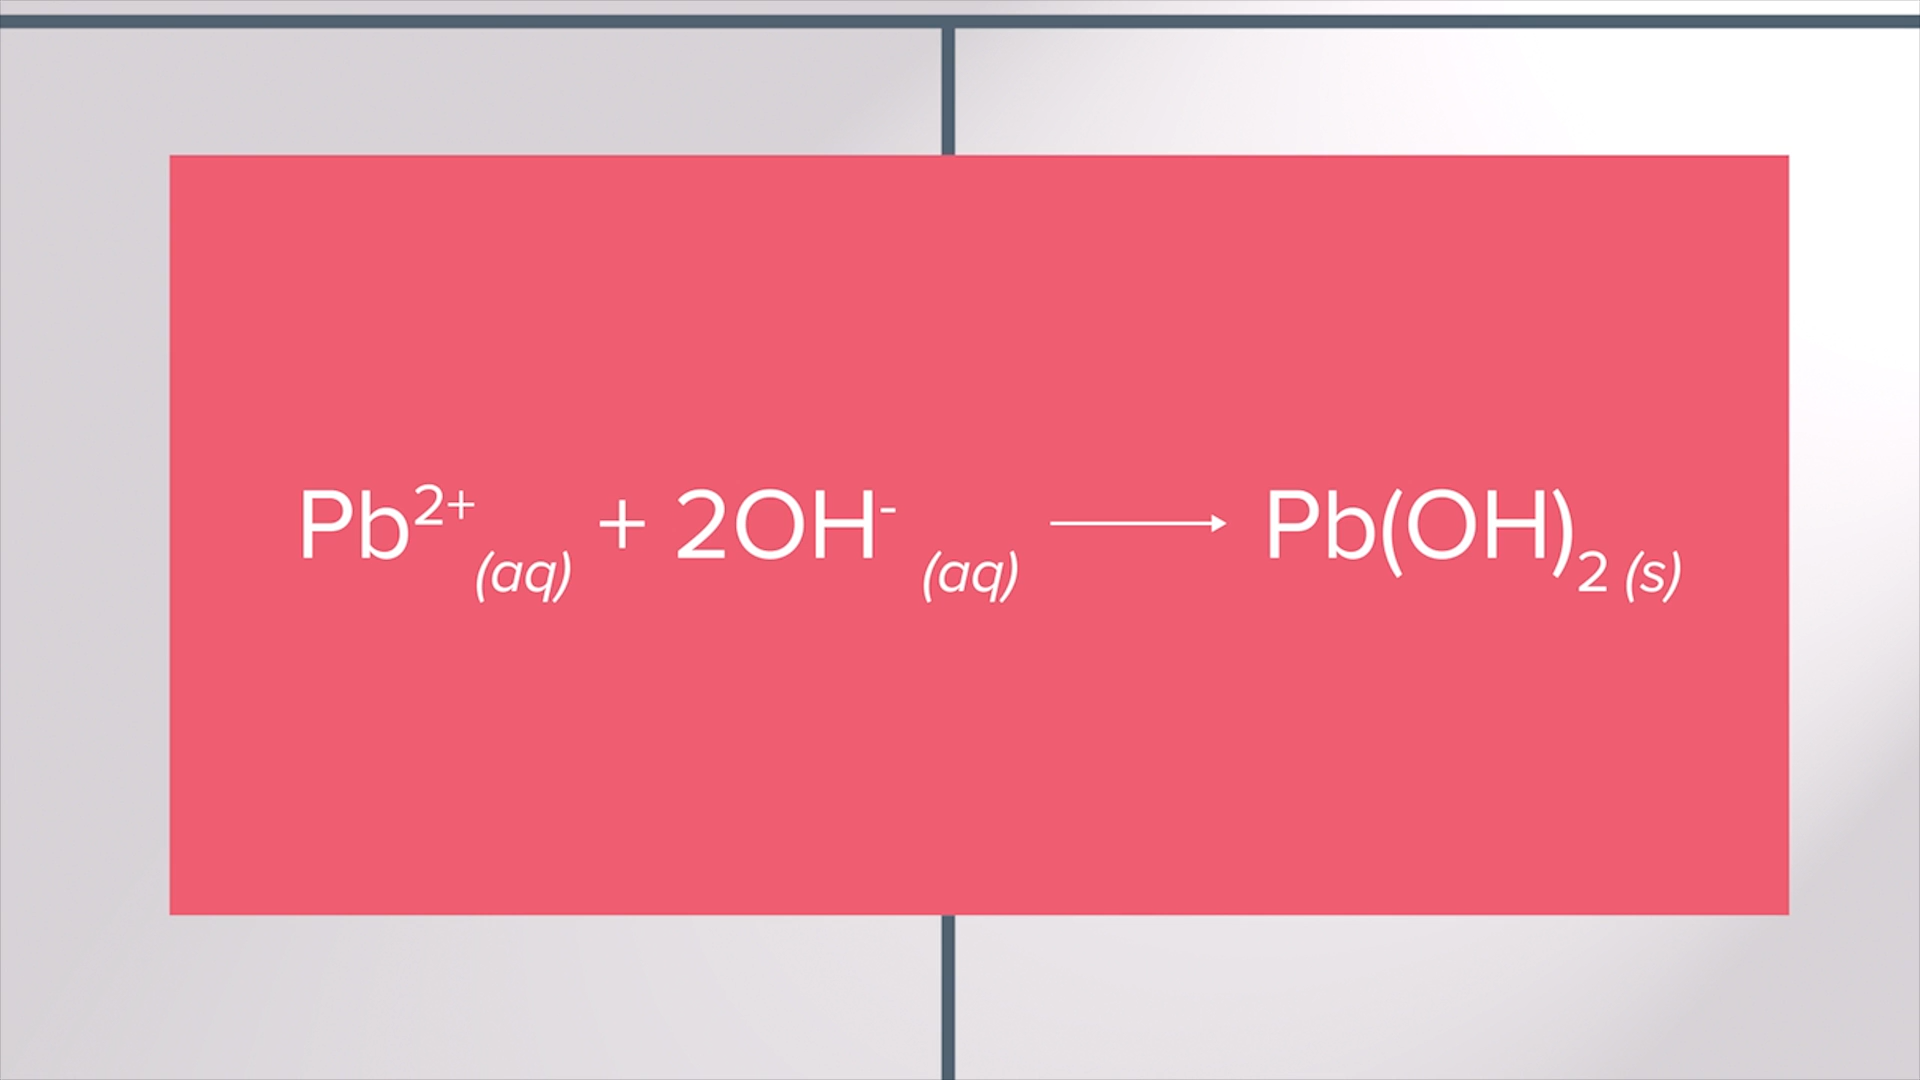 Pb²⁺(aq) + 2OH⁻ (aq) ⟶ Pb(OH)₂ (s)